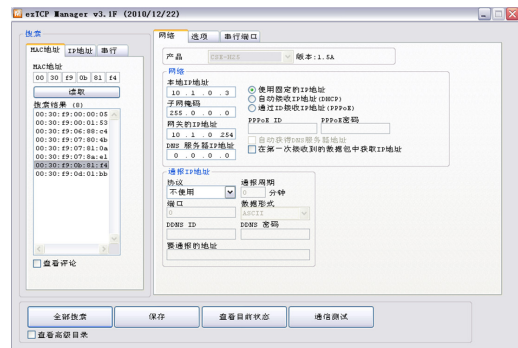 exTCP Manager v3.1F (2010/12/22)
搜索
MAC地址 IP地址 串行
MAC地址
00 30 f9 0b 81 f4
读取
搜索结果 (8)
00:30:f9:00:00:05
00:30:f9:00:01:53
00:30:f9:06:88:c4
00:30:f9:07:80:4b
00:30:f9:07:81:0a
00:30:f9:07:8a:e1
00:30:f9:0b:81:f4
00:30:f9:0d:01:bb
查看评论
网络 选项 串行端口
产品 CSE-H25 版本:1.5A
网络
本地IP地址
10 . 1 . 0 . 3
子网掩码
255 . 0 . 0 . 0
网关的IP地址
10 . 1 . 0 . 254
DNS 服务器IP地址
0 . 0 . 0 . 0
使用固定的IP地址
自动接收IP地址(DHCP)
通过ID接收IP地址(PPPoE)
PPPoE ID PPPoE密码
自动获得DNS服务器地址
在第一次接收到的数据包中获取IP地址
通报IP地址
协议 通报周期
不使用 0 分钟
端口 数据形式
0 ASCII
DDNS ID DDNS 密码
要通报的地址
全部搜索 保存 查看目前状态 通信测试
查看高级目录